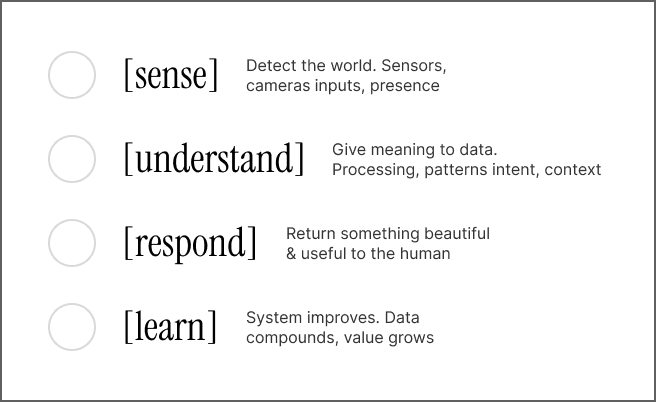 [sense]
Detect the world. Sensors,
cameras inputs, presence
[understand]
Give meaning to data.
Processing, patterns intent, context
[respond]
Return something beautiful
& useful to the human
[learn]
System improves. Data
compounds, value grows